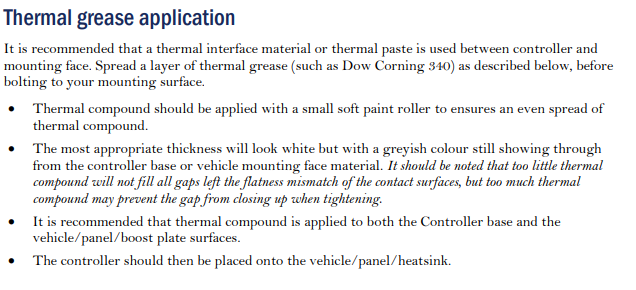 Thermal grease application
It is recommended that a thermal interface material or thermal paste is used between controller and
mounting face. Spread a layer of thermal grease (such as Dow Corning 340) as described below, before
bolting to your mounting surface.
• Thermal compound should be applied with a small soft paint roller to ensures an even spread of
thermal compound.
• The most appropriate thickness will look white but with a greyish colour still showing through
from the controller base or vehicle mounting face material. It should be noted that too little thermal
compound will not fill all gaps left the flatness mismatch of the contact surfaces, but too much thermal
compound may prevent the gap from closing up when tightening.
• It is recommended that thermal compound is applied to both the Controller base and the
vehicle/panel/boost plate surfaces.
• The controller should then be placed onto the vehicle/panel/heatsink.